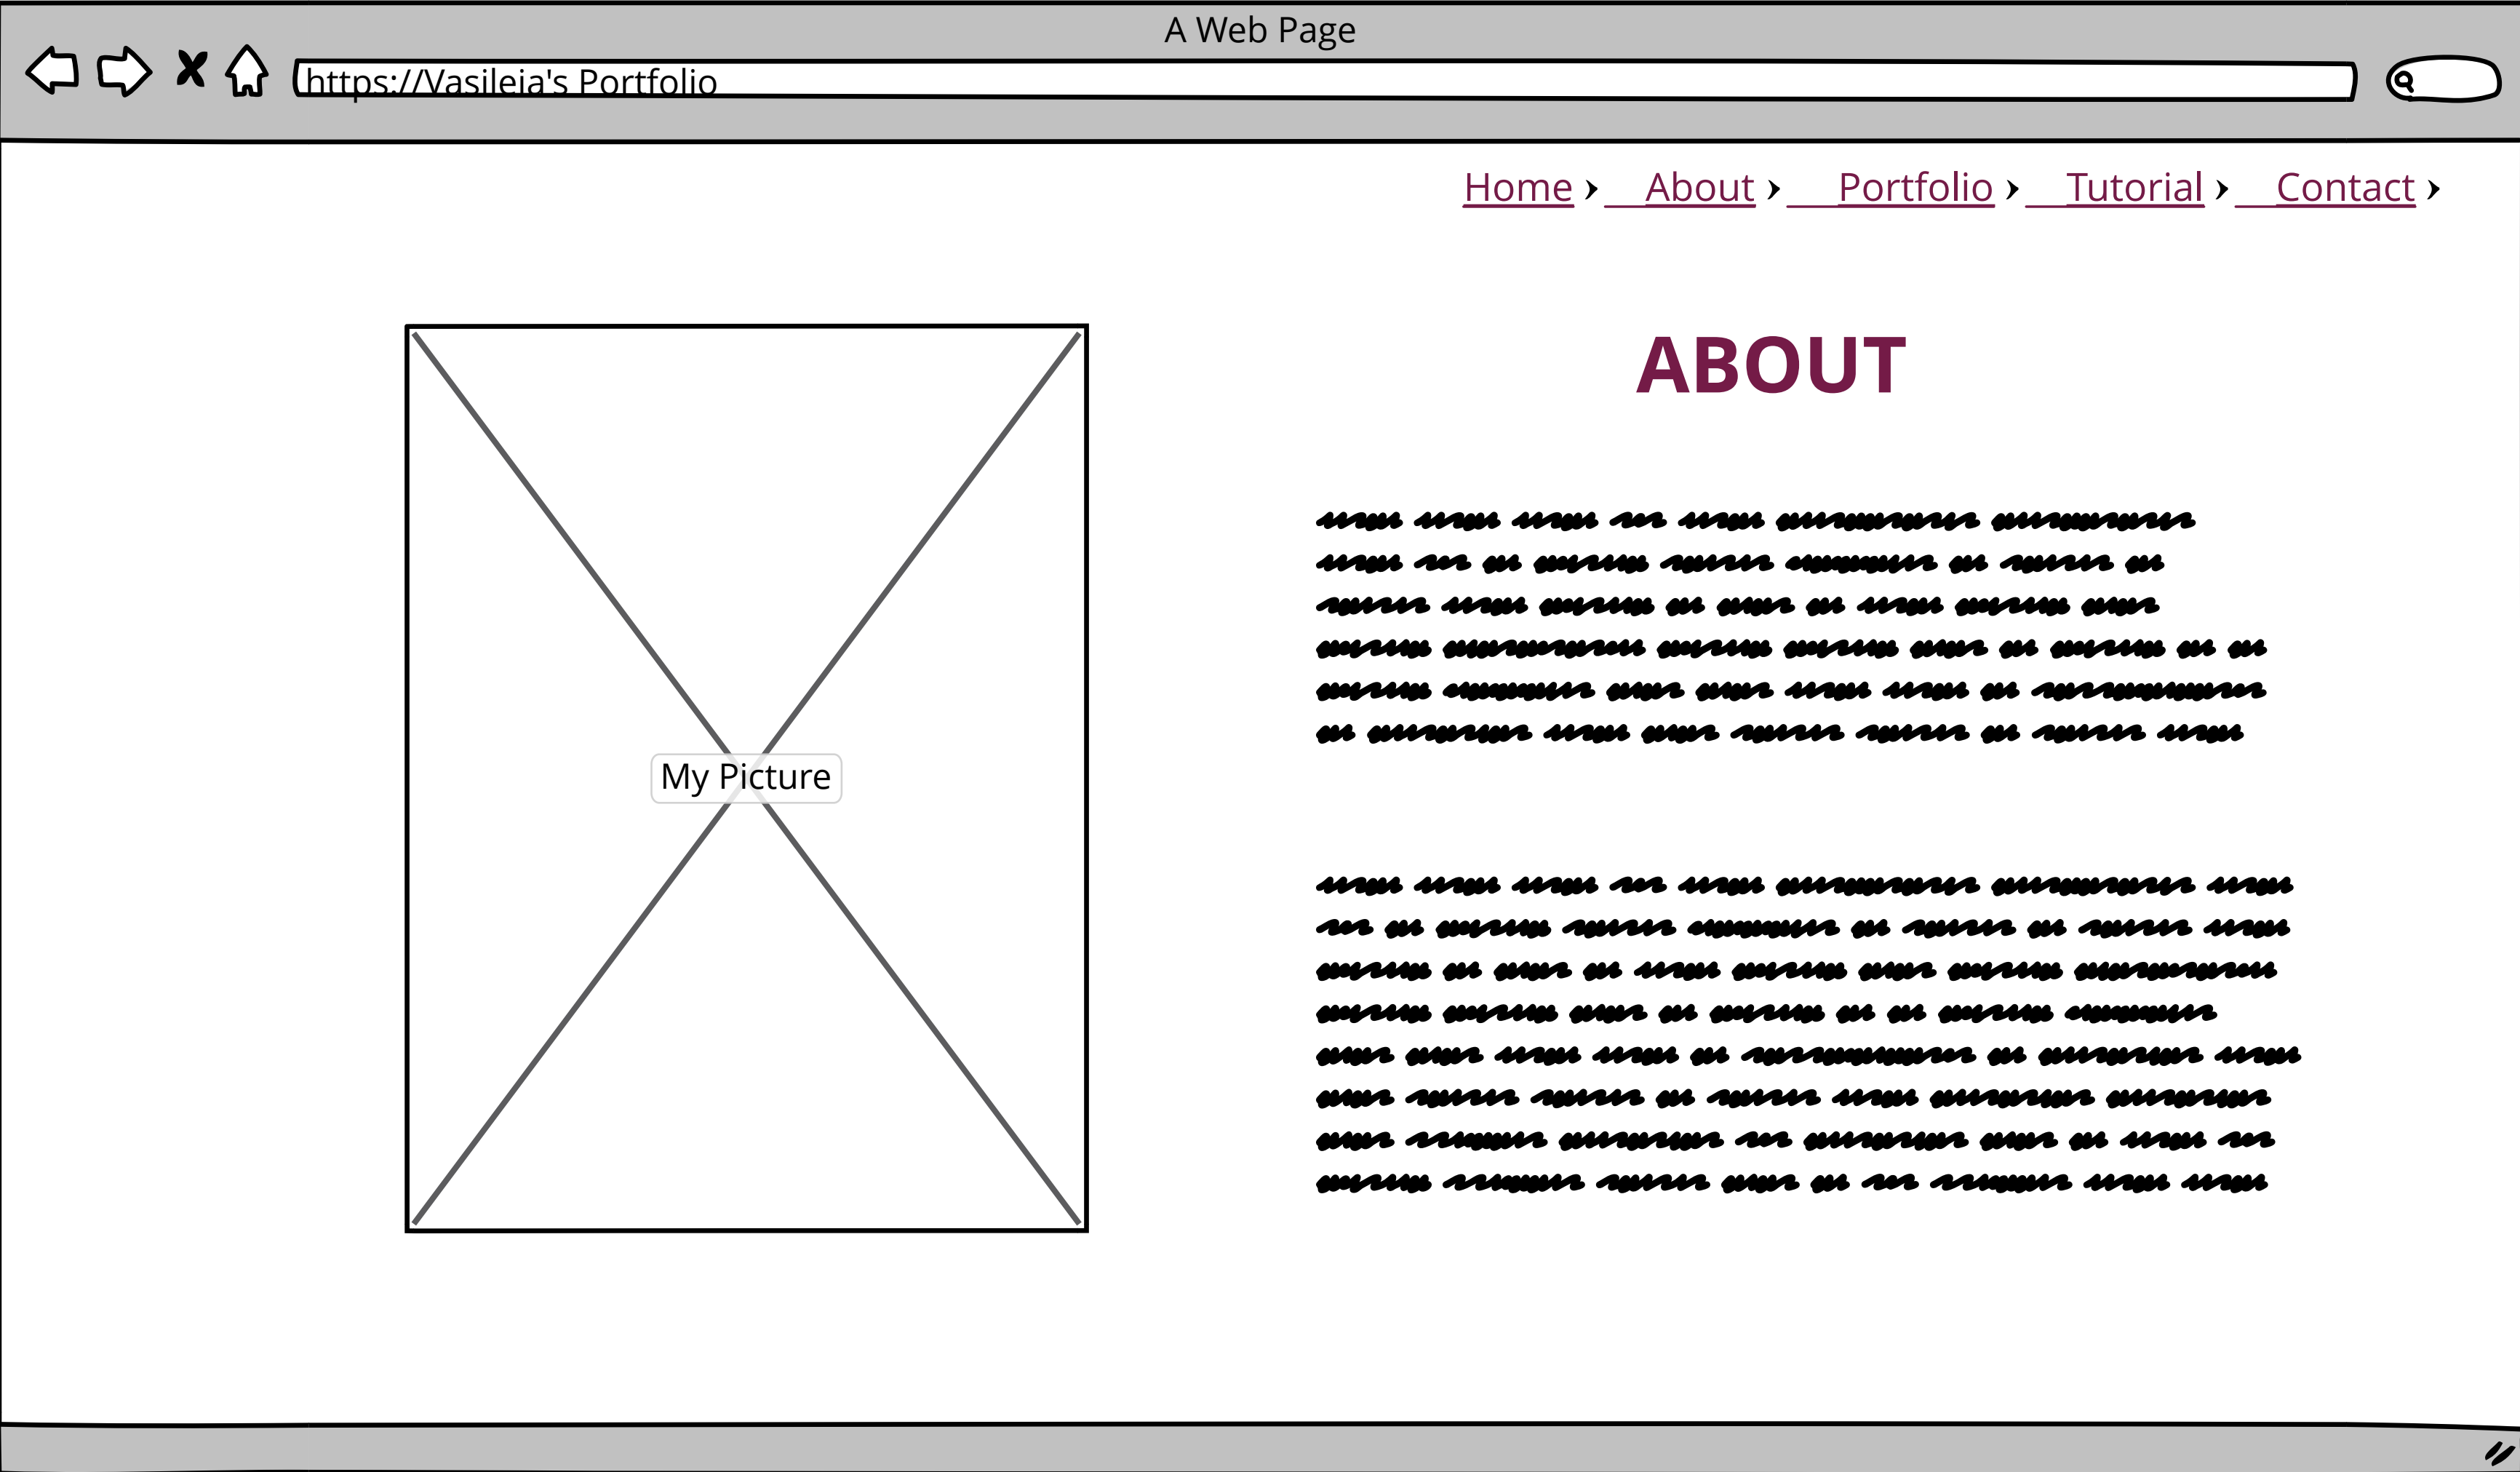 A Web Page
https://Vasileia's Portfolio
Home › About › Portfolio › Tutorial › Contact ›
ABOUT
My Picture